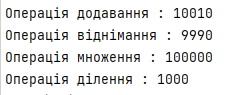 Операція додавання : 10010
Операція віднімання : 9990
Операція множення : 100000
Операція ділення : 1000